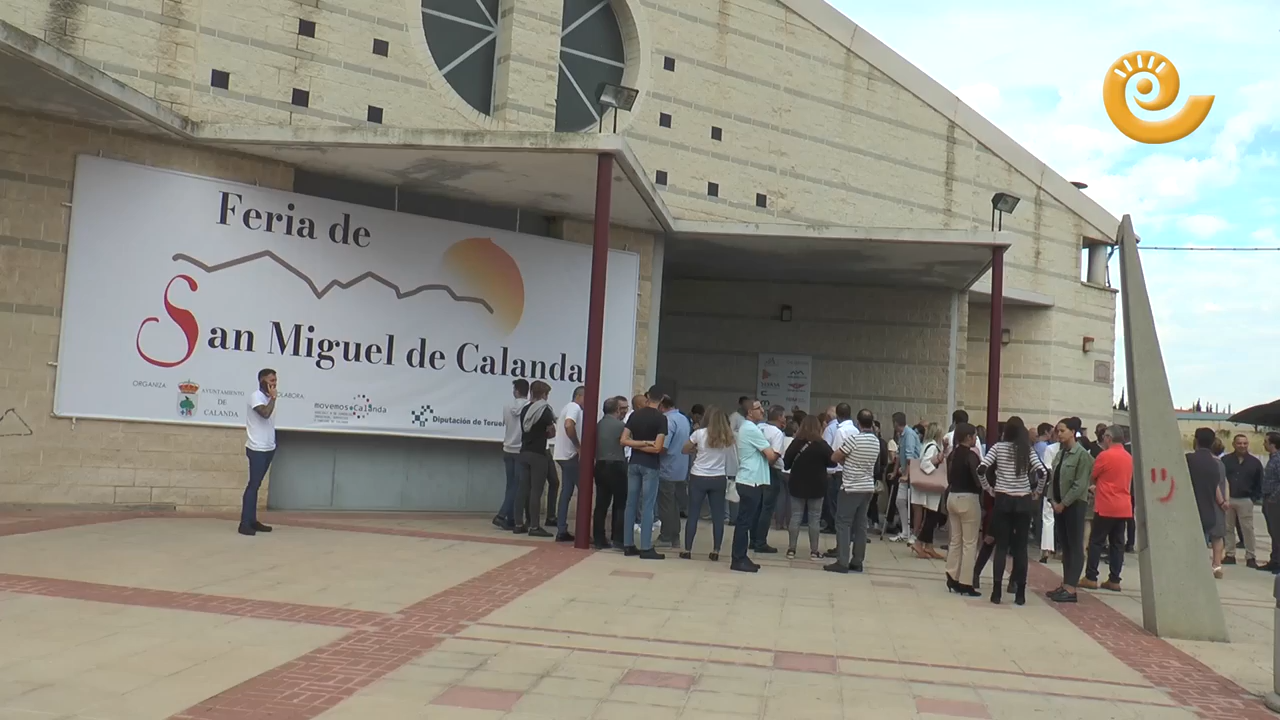 Feria de
San Miguel de Calanda
ORGANIZA:
AYUNTAMIENTO
DE
CALANDA
COLABORA:
movemos Calanda
Diputación de Teruel